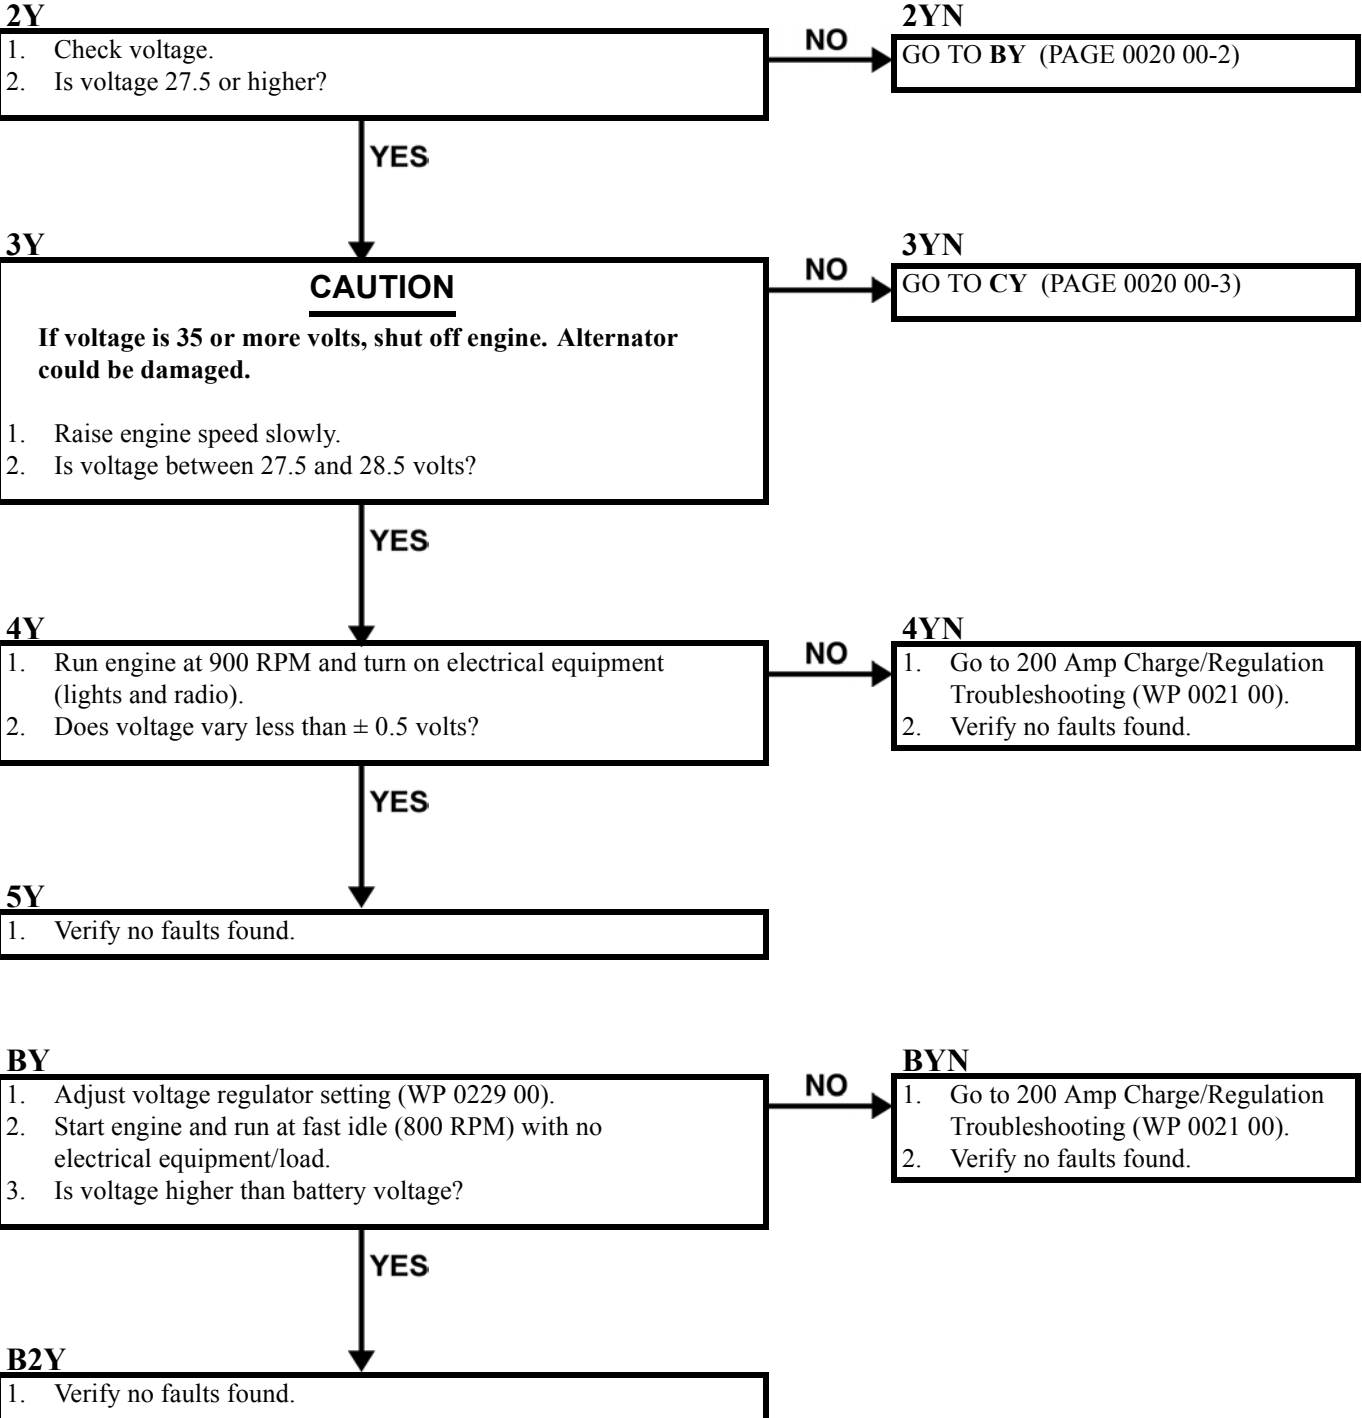 2Y
1. Check voltage.
2. Is voltage 27.5 or higher?
NO
2YN
GO TO BY (PAGE 0020 00-2)
YES
3Y
CAUTION
If voltage is 35 or more volts, shut off engine. Alternator
could be damaged.
1. Raise engine speed slowly.
2. Is voltage between 27.5 and 28.5 volts?
NO
3YN
GO TO CY (PAGE 0020 00-3)
YES
4Y
1. Run engine at 900 RPM and turn on electrical equipment
(lights and radio).
2. Does voltage vary less than ± 0.5 volts?
NO
4YN
1. Go to 200 Amp Charge/Regulation
Troubleshooting (WP 0021 00).
2. Verify no faults found.
YES
5Y
1. Verify no faults found.
BY
1. Adjust voltage regulator setting (WP 0229 00).
2. Start engine and run at fast idle (800 RPM) with no
electrical equipment/load.
3. Is voltage higher than battery voltage?
NO
BYN
1. Go to 200 Amp Charge/Regulation
Troubleshooting (WP 0021 00).
2. Verify no faults found.
YES
B2Y
1. Verify no faults found.